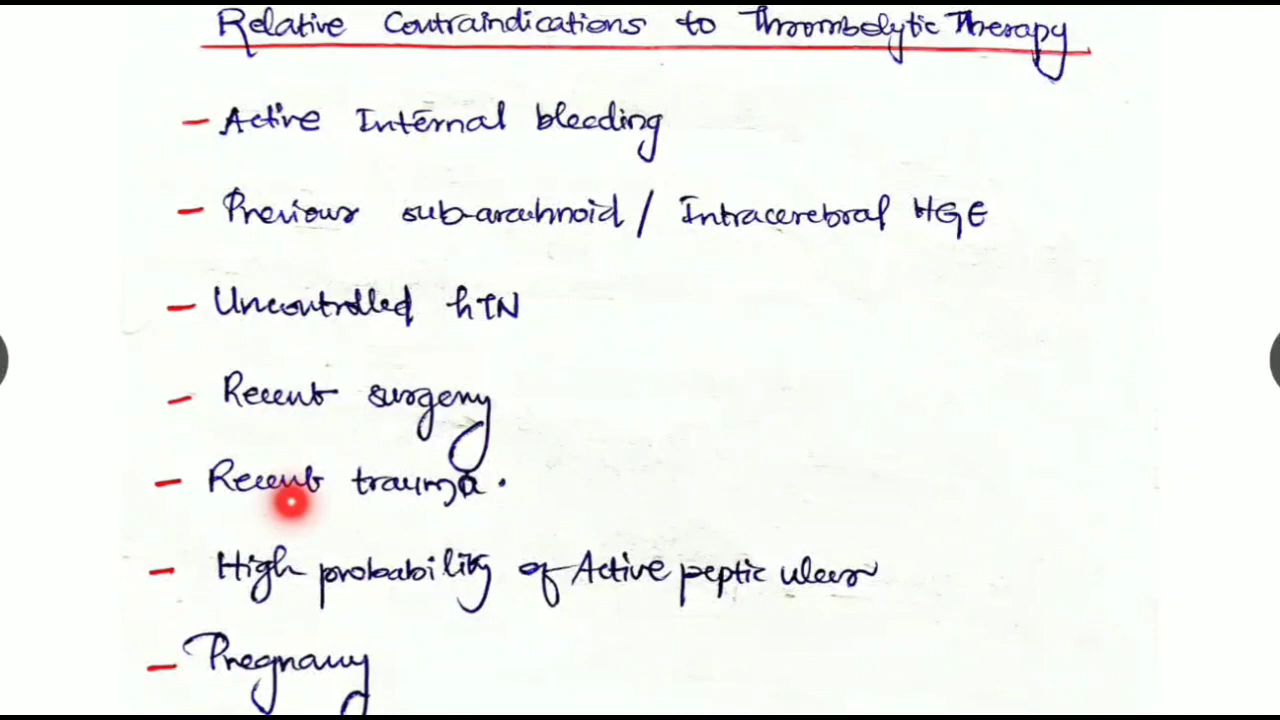 Relative Contraindications to Thrombolytic Therapy
- Active Internal bleeding
- Previous sub-arachnoid / Intracerebral HGE
- Uncontrolled hTN
- Recent surgery
- Recent trauma.
- High probability of Active peptic ulcer
- Pregnancy